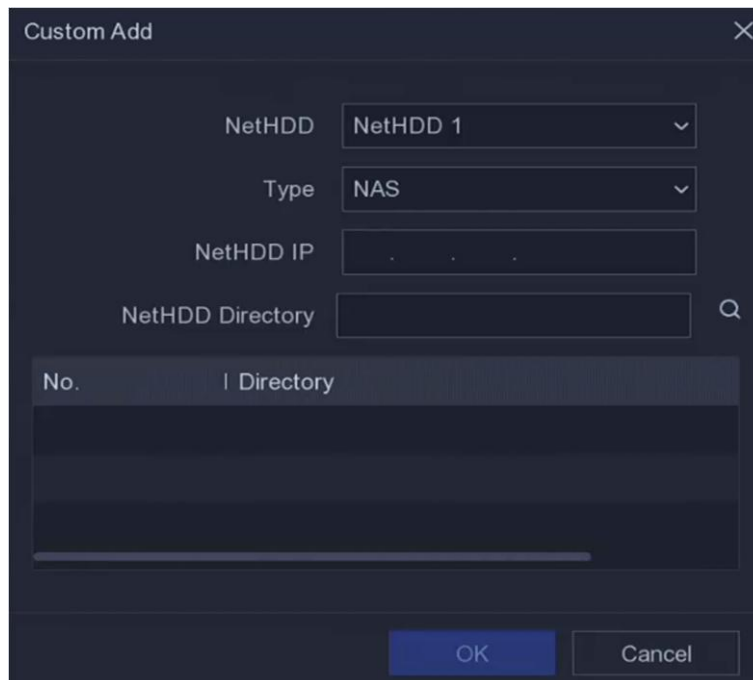 Custom Add
NetHDD NetHDD 1
Type NAS
NetHDD IP . . .
NetHDD Directory
No. Directory
OK Cancel